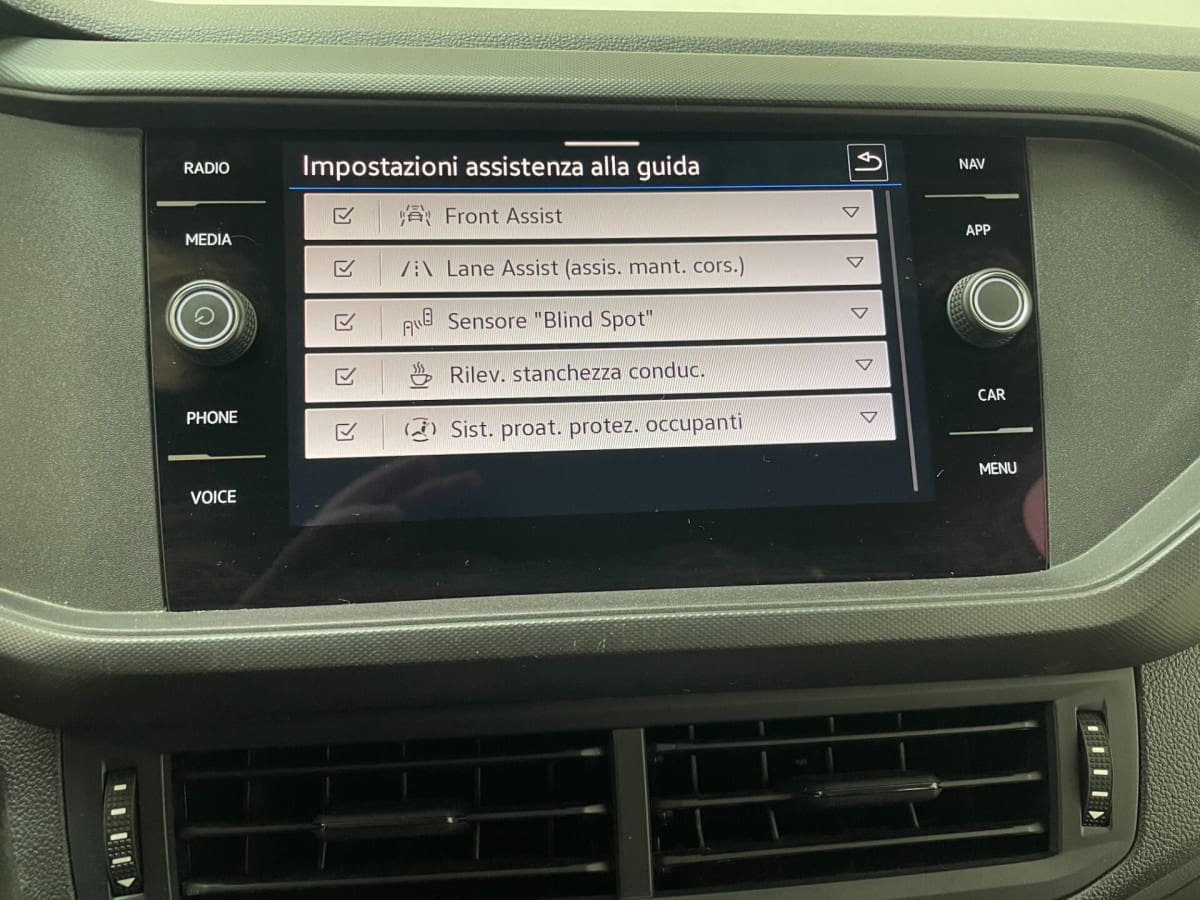 RADIO
MEDIA
PHONE
VOICE
Impostazioni assistenza alla guida
Front Assist
Lane Assist (assis. mant. cors.)
Sensore "Blind Spot"
Rilev. stanchezza conduc.
Sist. proat. protez. occupanti
NAV
APP
CAR
MENU